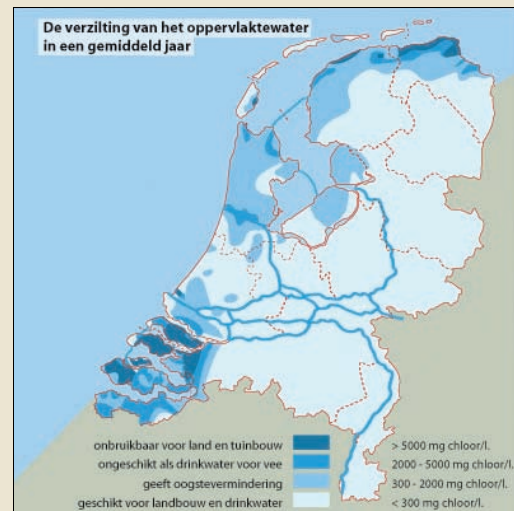 De verzilting van het oppervlaktewater
in een gemiddeld jaar
onbruikbaar voor land en tuinbouw > 5000 mg chloor/l.
ongeschikt als drinkwater voor vee 2000 - 5000 mg chloor/l.
geeft oogstevermindering 300 - 2000 mg chloor/l.
geschikt voor landbouw en drinkwater < 300 mg chloor/l.